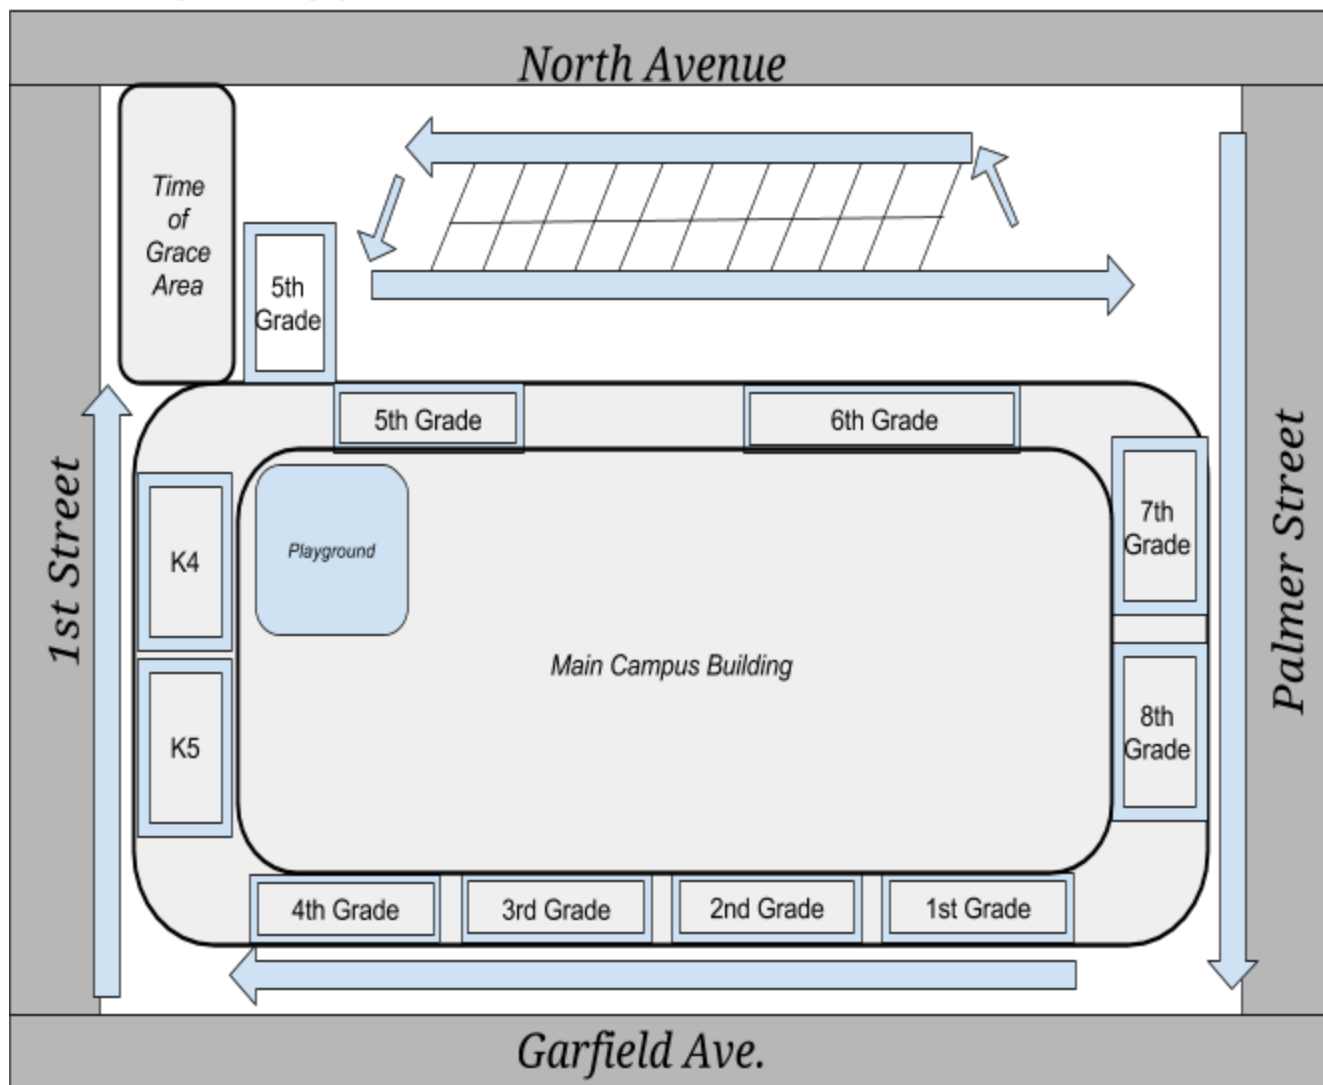 North Avenue
Time
of
Grace
Area
5th
Grade
5th Grade
6th Grade
1st Street
K4
Playground
7th
Grade
Palmer Street
Main Campus Building
K5
8th
Grade
4th Grade
3rd Grade
2nd Grade
1st Grade
Garfield Ave.